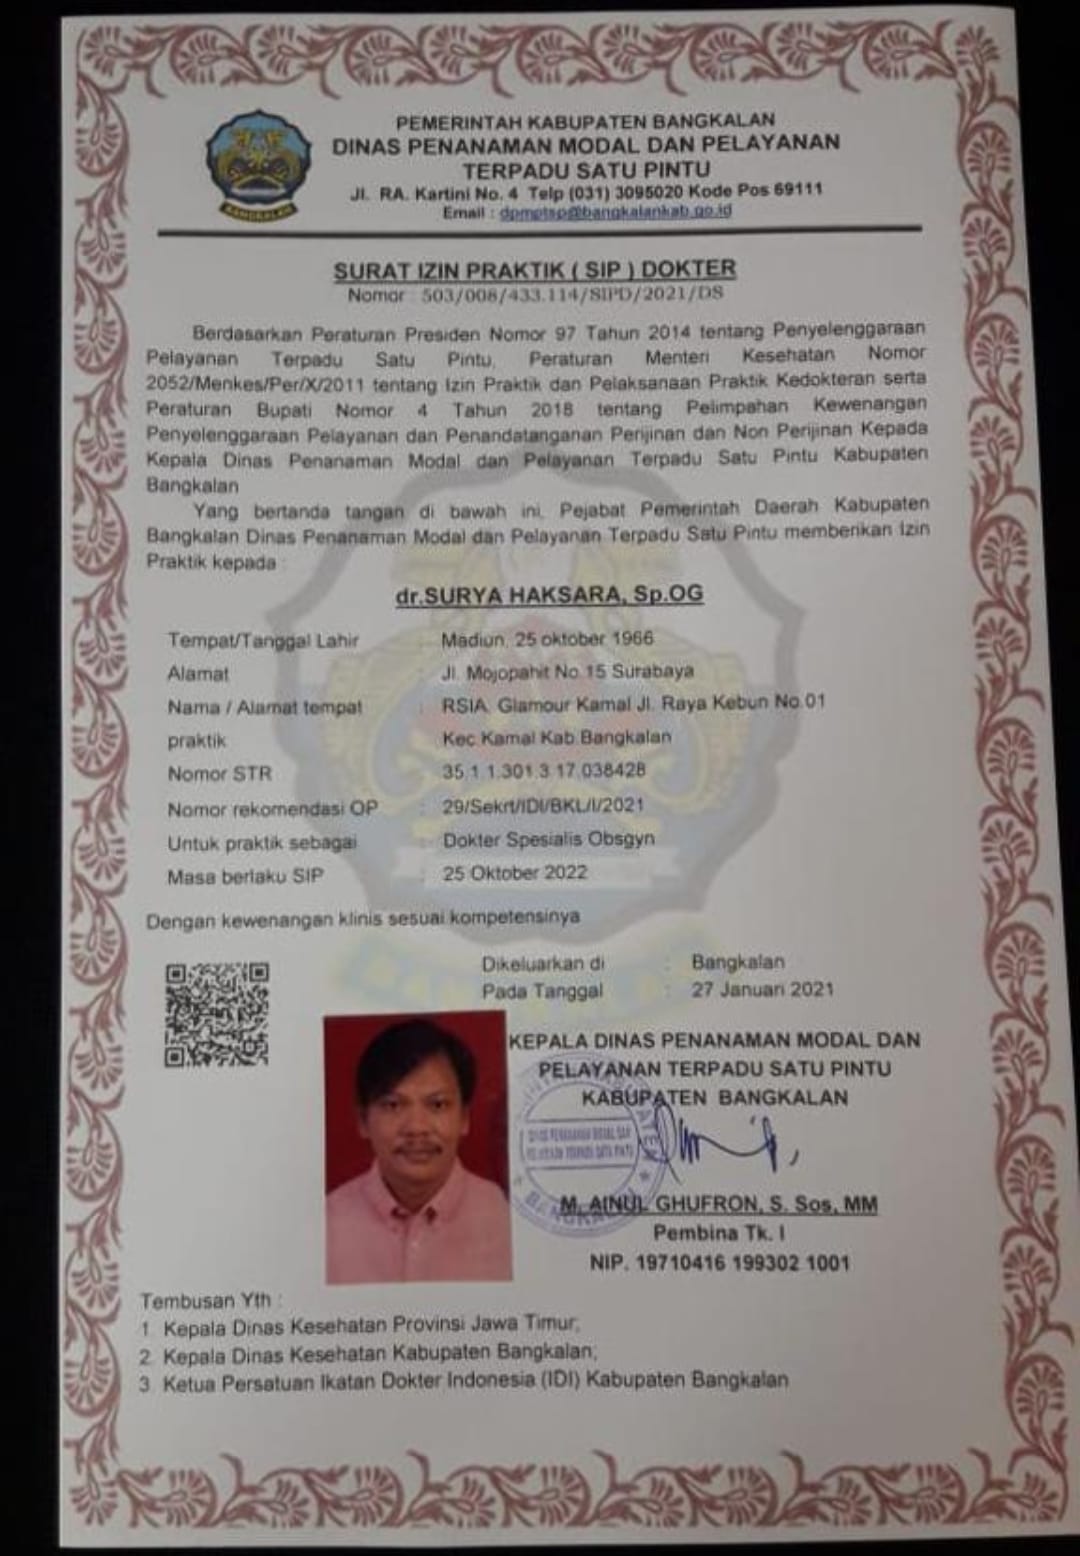 PEMERINTAH KABUPATEN BANGKALAN
DINAS PENANAMAN MODAL DAN PELAYANAN
TERPADU SATU PINTU
Jl. RA. Kartini No. 4 Telp (031) 3095020 Kode Pos 69111
Email : dpmptsp@bangkalankab.go.id
BANGKALAN
SURAT IZIN PRAKTIK ( SIP ) DOKTER
Nomor : 503/008/433.114/SIPD/2021/DS
Berdasarkan Peraturan Presiden Nomor 97 Tahun 2014 tentang Penyelenggaraan
Pelayanan Terpadu Satu Pintu, Peraturan Menteri Kesehatan Nomor
2052/Menkes/Per/X/2011 tentang Izin Praktik dan Pelaksanaan Praktik Kedokteran serta
Peraturan Bupati Nomor 4 Tahun 2018 tentang Pelimpahan Kewenangan
Penyelenggaraan Pelayanan dan Penandatanganan Perijinan dan Non Perijinan Kepada
Kepala Dinas Penanaman Modal dan Pelayanan Terpadu Satu Pintu Kabupaten
Bangkalan
Yang bertanda tangan di bawah ini, Pejabat Pemerintah Daerah Kabupaten
Bangkalan Dinas Penanaman Modal dan Pelayanan Terpadu Satu Pintu memberikan Izin
Praktik kepada :
dr.SURYA HAKSARA, Sp.OG
Tempat/Tanggal Lahir : Madiun, 25 oktober 1966
Alamat : Jl. Mojopahit No.15 Surabaya
Nama / Alamat tempat : RSIA. Glamour Kamal Jl. Raya Kebun No.01
praktik Kec.Kamal Kab.Bangkalan
Nomor STR : 35.1.1.301.3.17.038428
Nomor rekomendasi OP : 29/Sekrt/IDI/BKL/I/2021
Untuk praktik sebagai : Dokter Spesialis Obsgyn
Masa berlaku SIP : 25 Oktober 2022
Dengan kewenangan klinis sesuai kompetensinya
Dikeluarkan di : Bangkalan
Pada Tanggal : 27 Januari 2021
KEPALA DINAS PENANAMAN MODAL DAN
PELAYANAN TERPADU SATU PINTU
KABUPATEN BANGKALAN
DINAS PENANAMAN MODAL DAN
PELAYANAN TERPADU SATU PINTU
BANGKALAN
M. AINUL GHUFRON, S. Sos, MM
Pembina Tk. I
NIP. 19710416 199302 1001
Tembusan Yth :
1. Kepala Dinas Kesehatan Provinsi Jawa Timur;
2. Kepala Dinas Kesehatan Kabupaten Bangkalan;
3. Ketua Persatuan Ikatan Dokter Indonesia (IDI) Kabupaten Bangkalan